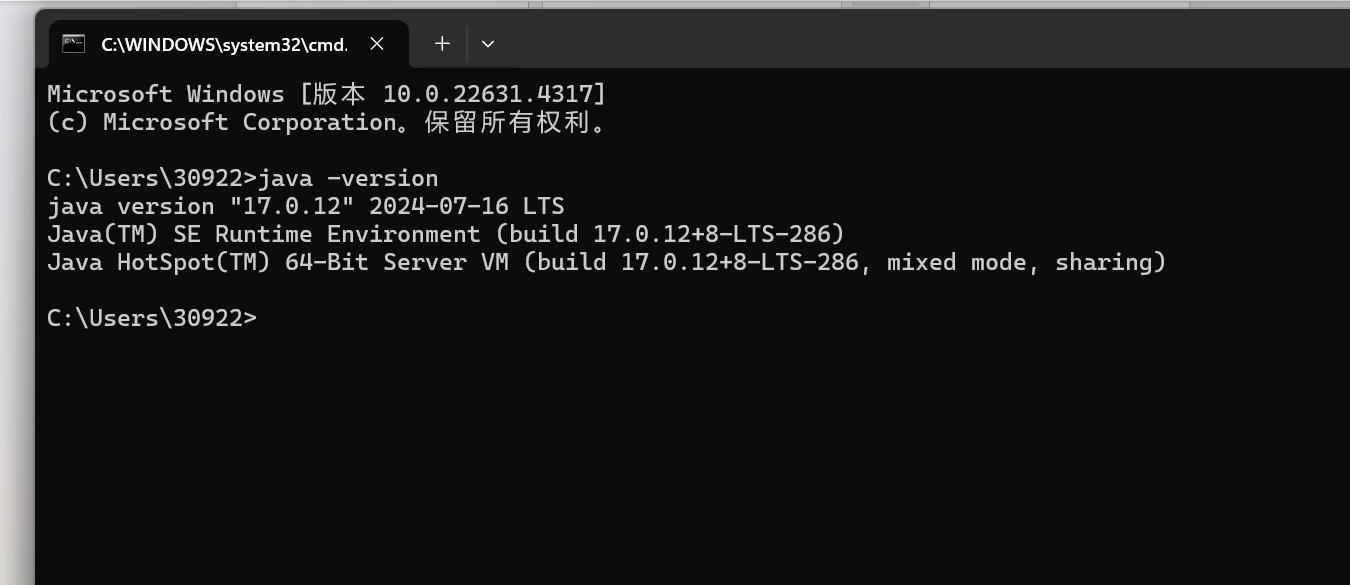 C:\WINDOWS\system32\cmd.
Microsoft Windows [版本 10.0.22631.4317]
(c) Microsoft Corporation。保留所有权利。
C:\Users\30922>java -version
java version "17.0.12" 2024-07-16 LTS
Java(TM) SE Runtime Environment (build 17.0.12+8-LTS-286)
Java HotSpot(TM) 64-Bit Server VM (build 17.0.12+8-LTS-286, mixed mode, sharing)
C:\Users\30922>